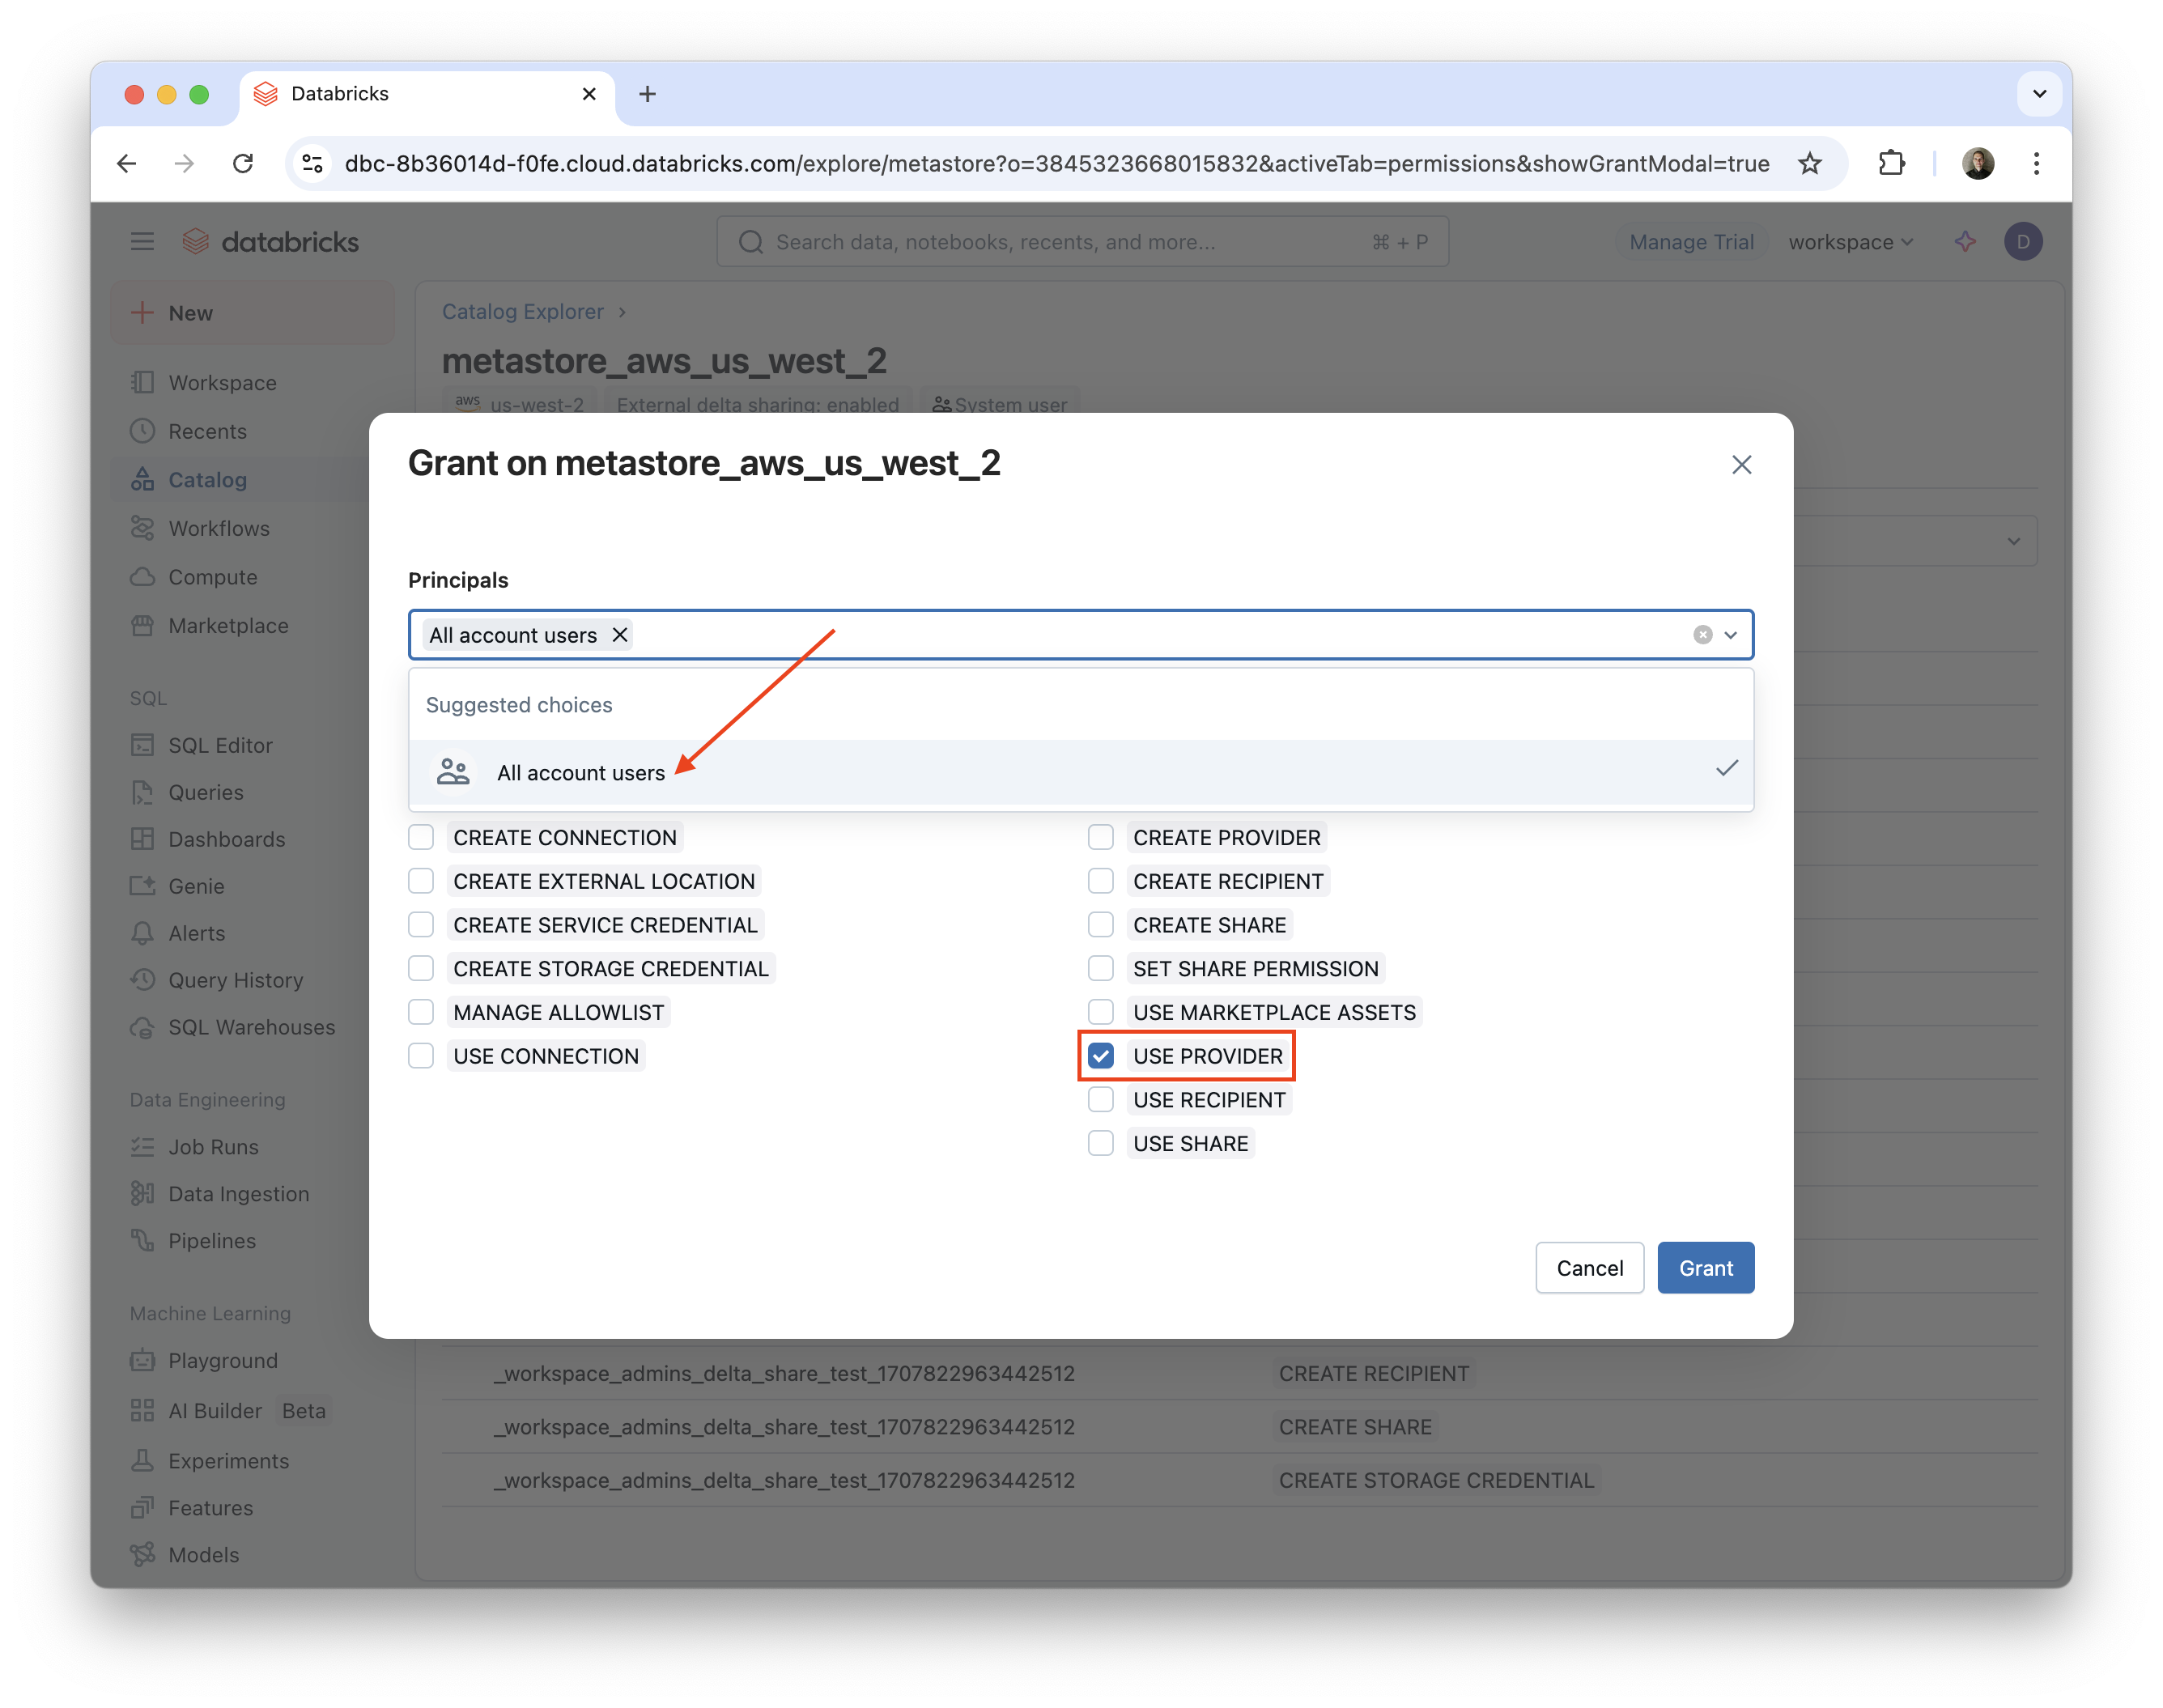 Databricks
dbc-8b36014d-f0fe.cloud.databricks.com/explore/metastore?o=3845323668015832&activeTab=permissions&showGrantModal=true
databricks
Search data, notebooks, recents, and more...
⌘ + P
Manage Trial
workspace
D
New
Workspace
Recents
Catalog
Workflows
Compute
Marketplace
SQL
SQL Editor
Queries
Dashboards
Genie
Alerts
Query History
SQL Warehouses
Data Engineering
Job Runs
Data Ingestion
Pipelines
Machine Learning
Playground
AI Builder Beta
Experiments
Features
Models
Catalog Explorer ›
metastore_aws_us_west_2
aws us-west-2
External delta sharing: enabled
System user
Grant on metastore_aws_us_west_2
Principals
All account users
Suggested choices
All account users
CREATE CONNECTION
CREATE EXTERNAL LOCATION
CREATE SERVICE CREDENTIAL
CREATE STORAGE CREDENTIAL
MANAGE ALLOWLIST
USE CONNECTION
CREATE PROVIDER
CREATE RECIPIENT
CREATE SHARE
SET SHARE PERMISSION
USE MARKETPLACE ASSETS
USE PROVIDER
USE RECIPIENT
USE SHARE
Cancel
Grant
_workspace_admins_delta_share_test_1707822963442512 CREATE RECIPIENT
_workspace_admins_delta_share_test_1707822963442512 CREATE SHARE
_workspace_admins_delta_share_test_1707822963442512 CREATE STORAGE CREDENTIAL